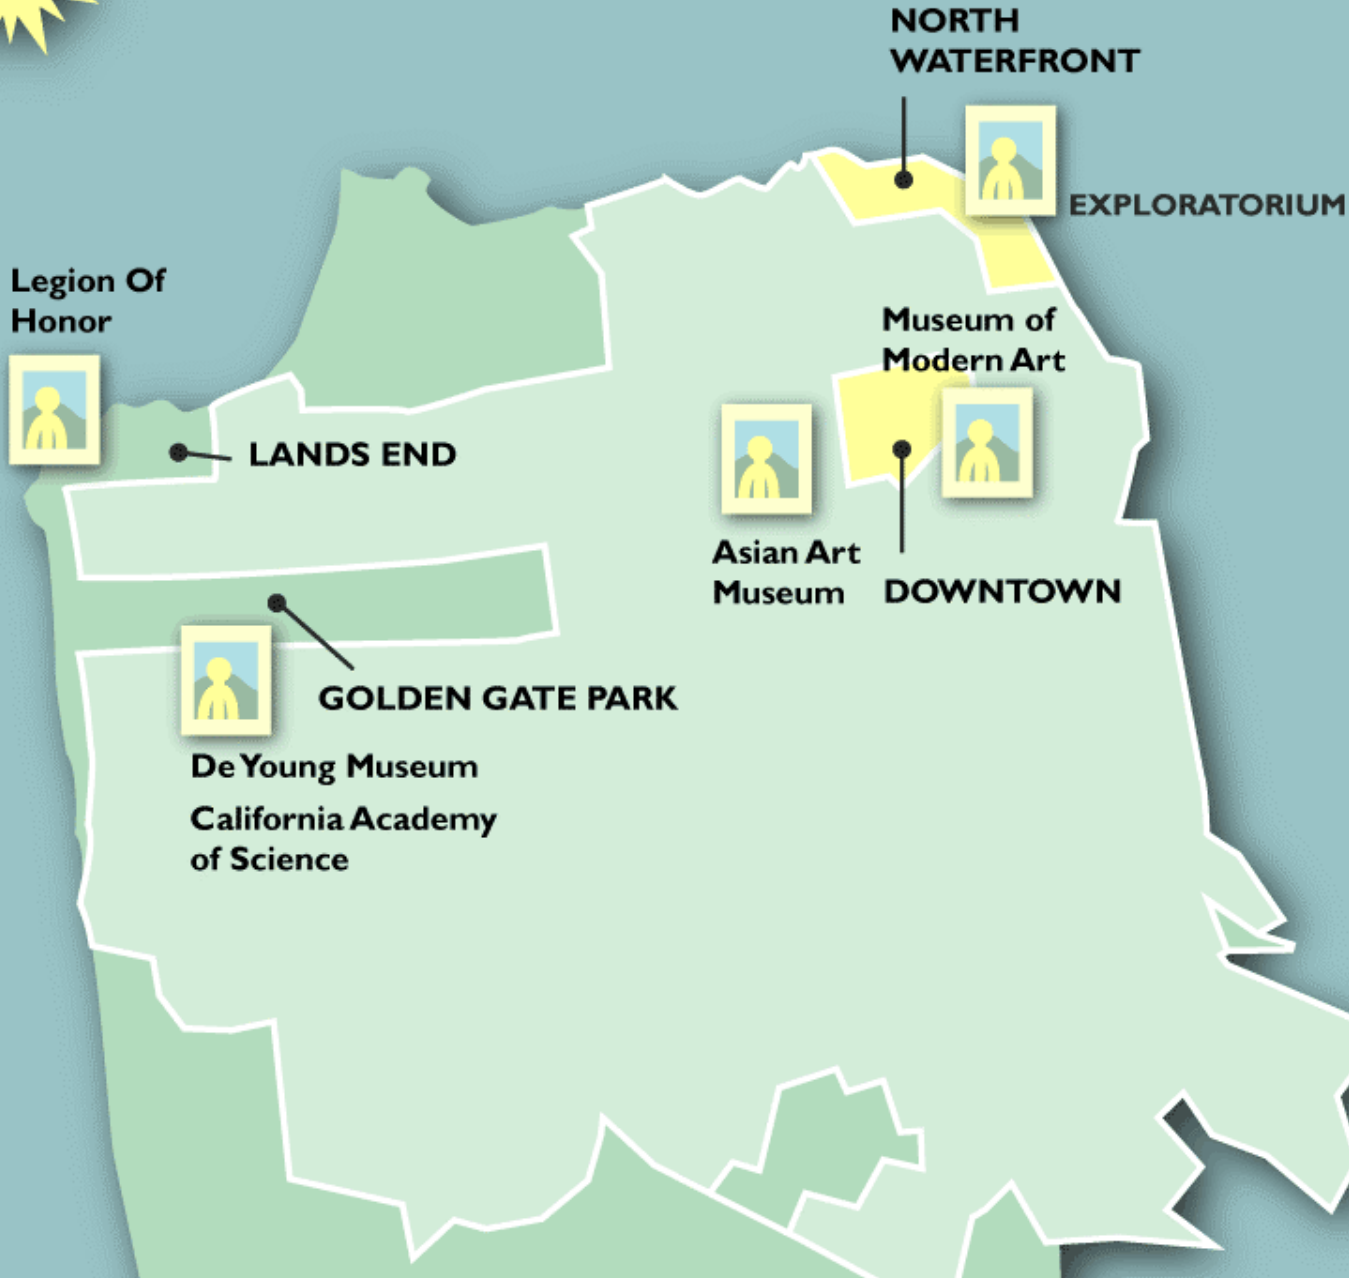 NORTH
WATERFRONT
EXPLORATORIUM
Legion Of
Honor
Museum of
Modern Art
LANDS END
Asian Art
Museum
DOWNTOWN
GOLDEN GATE PARK
De Young Museum
California Academy
of Science